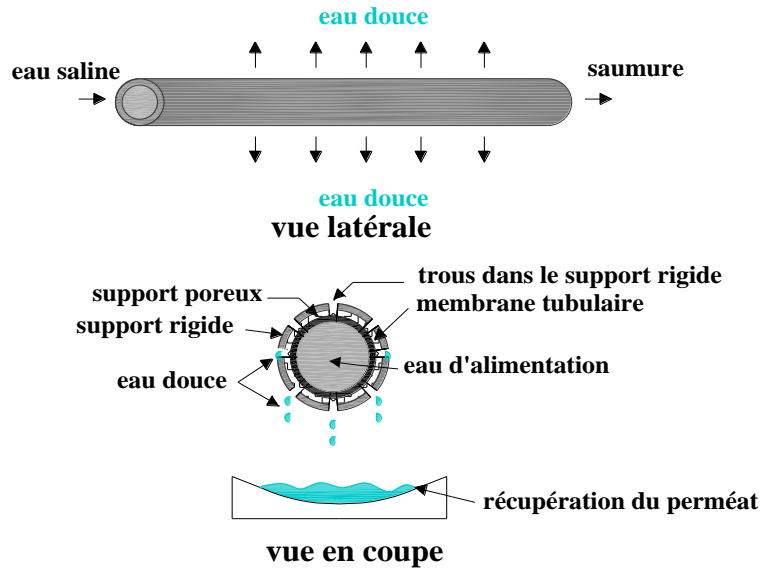 eau douce
eau saline
saumure
eau douce
vue latérale
trous dans le support rigide
support poreux
membrane tubulaire
support rigide
eau d'alimentation
eau douce
récupération du perméat
vue en coupe